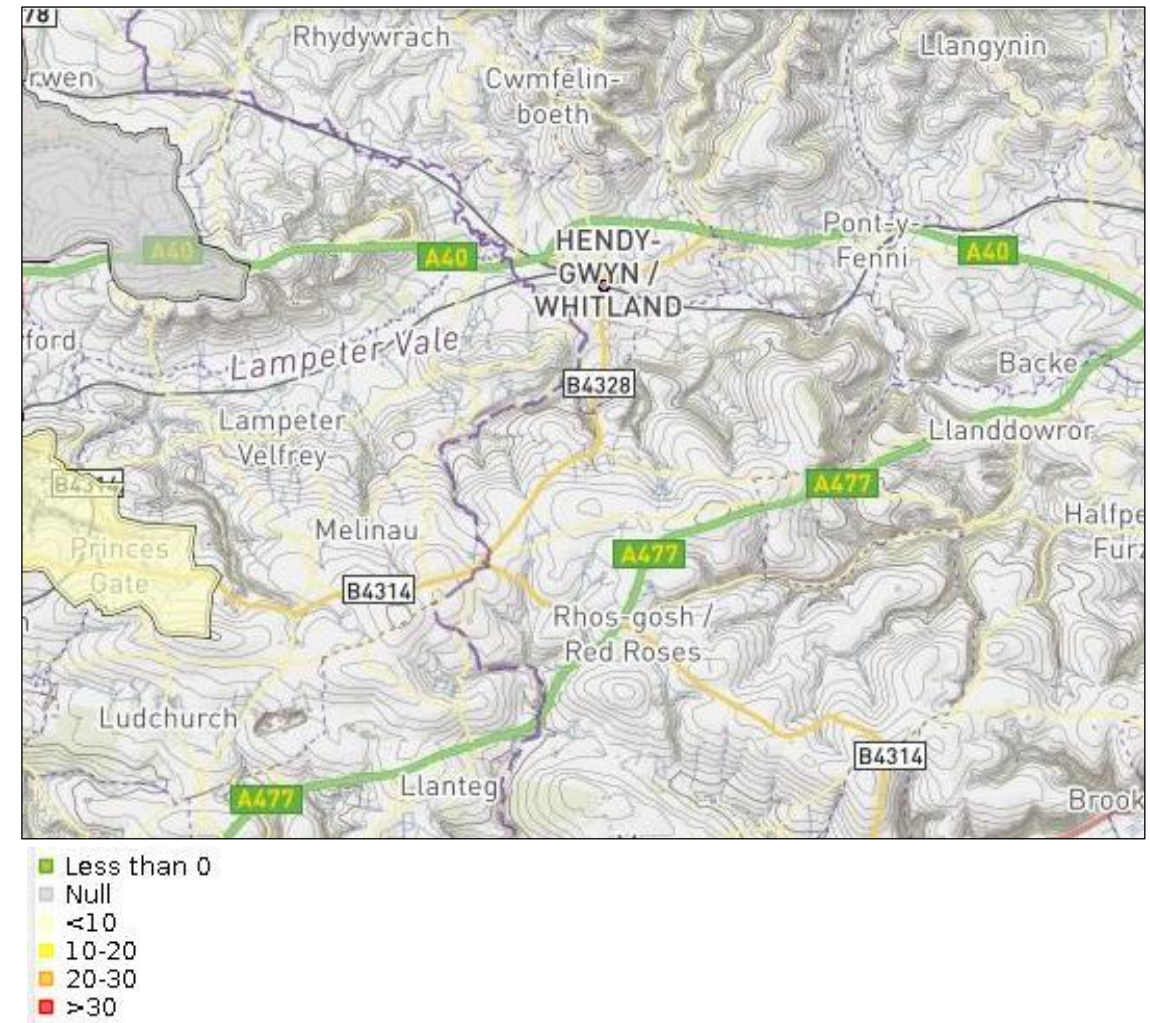 78
Rhydywrach
Llangynin
rwen
Cwmfelin-
boeth
Pont-y-
Fenni
A40
A40
A40
HENDY-
GWYN /
WHITLAND
ford
Lampeter Vale
Backe
B4328
Lampeter
Velfrey
Llanddowror
B4314
A477
Princes
Gate
Melinau
Halfpe
Furz
A477
B4314
Rhos-gosh /
Red Roses
Ludchurch
B4314
Llanteg
A477
Brook
Less than 0
Null
<10
10-20
20-30
>30